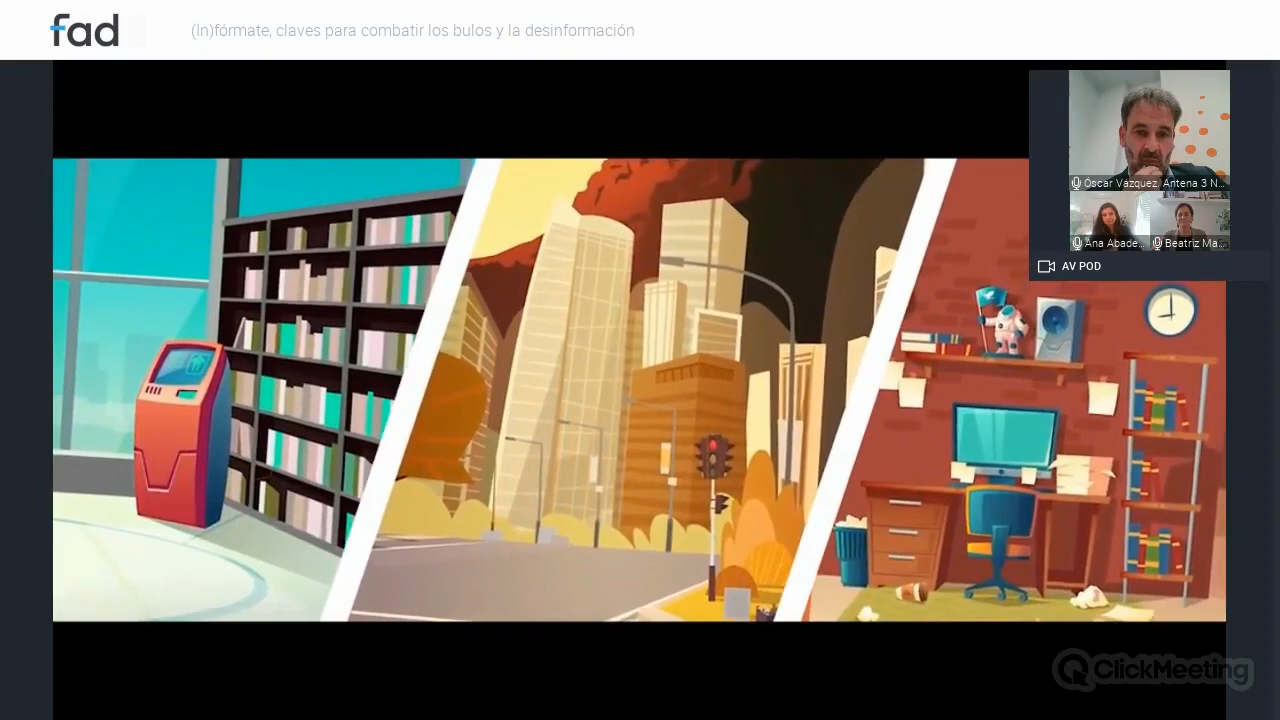 fad
(In)fórmate, claves para combatir los bulos y la desinformación
Óscar Vázquez. Antena 3 N...
Ana Abade...
Beatriz Ma...
AV POD
ClickMeeting